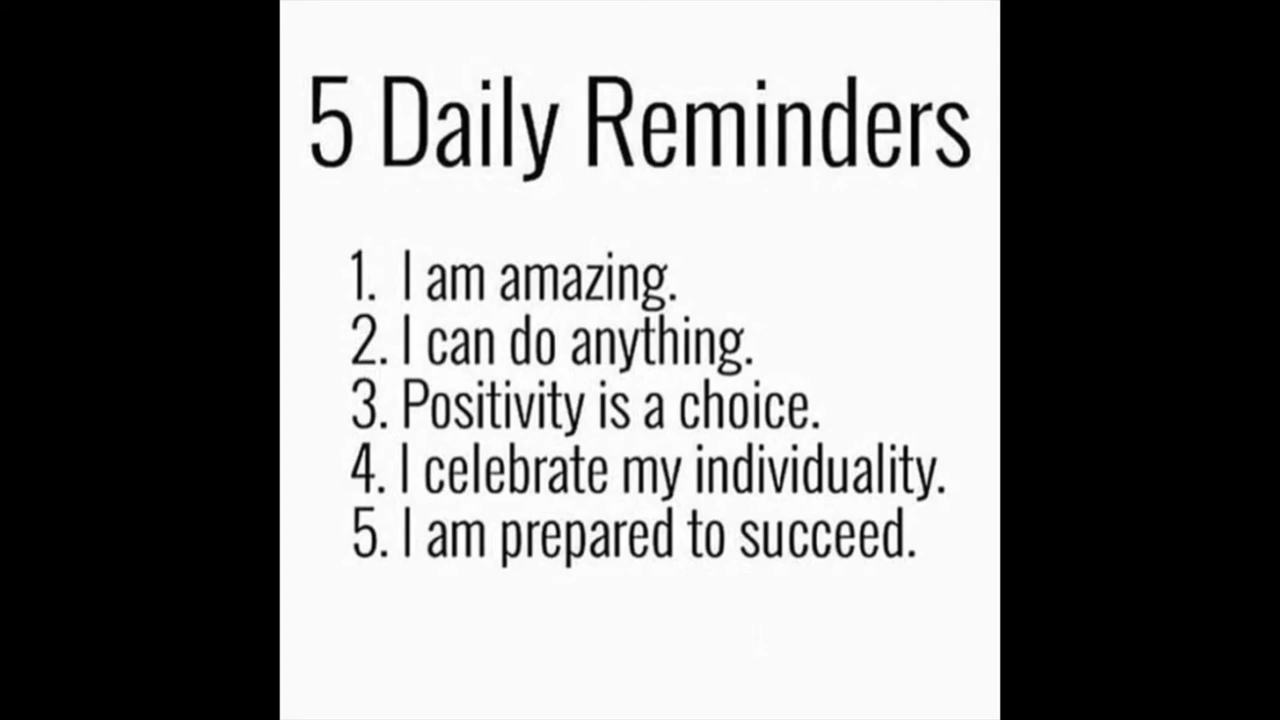 5 Daily Reminders
1. I am amazing.
2. I can do anything.
3. Positivity is a choice.
4. I celebrate my individuality.
5. I am prepared to succeed.